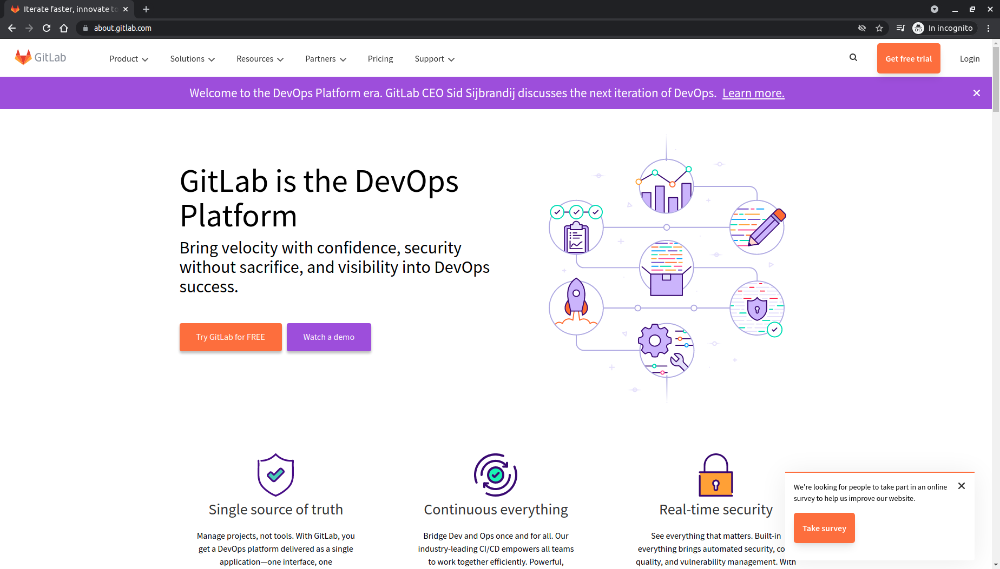 Iterate faster, innovate to
about.gitlab.com
In incognito
GitLab
Product
Solutions
Resources
Partners
Pricing
Support
Get free trial
Login
Welcome to the DevOps Platform era. GitLab CEO Sid Sijbrandij discusses the next iteration of DevOps. Learn more.
GitLab is the DevOps
Platform
Bring velocity with confidence, security
without sacrifice, and visibility into DevOps
success.
Try GitLab for FREE
Watch a demo
Single source of truth
Manage projects, not tools. With GitLab, you
get a DevOps platform delivered as a single
application—one interface, one
Continuous everything
Bridge Dev and Ops once and for all. Our
industry-leading CI/CD empowers all teams
to work together efficiently. Powerful,
Real-time security
See everything that matters. Built-in
everything brings automated security, co
quality, and vulnerability management. With
We're looking for people to take part in an online
survey to help us improve our website.
Take survey